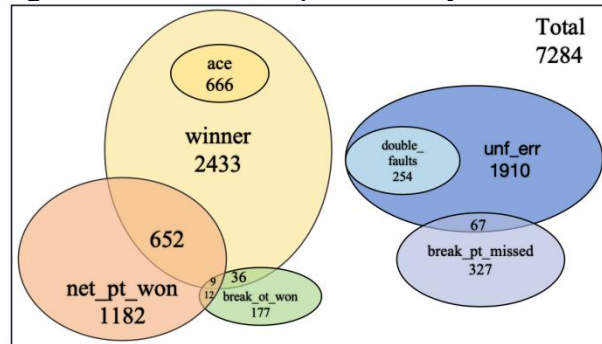 Total
7284
ace
666
winner
2433
double_
faults
254
unf_err
1910
652
67
break_pt_missed
327
9
36
12
break_ot_won
177
net_pt_won
1182